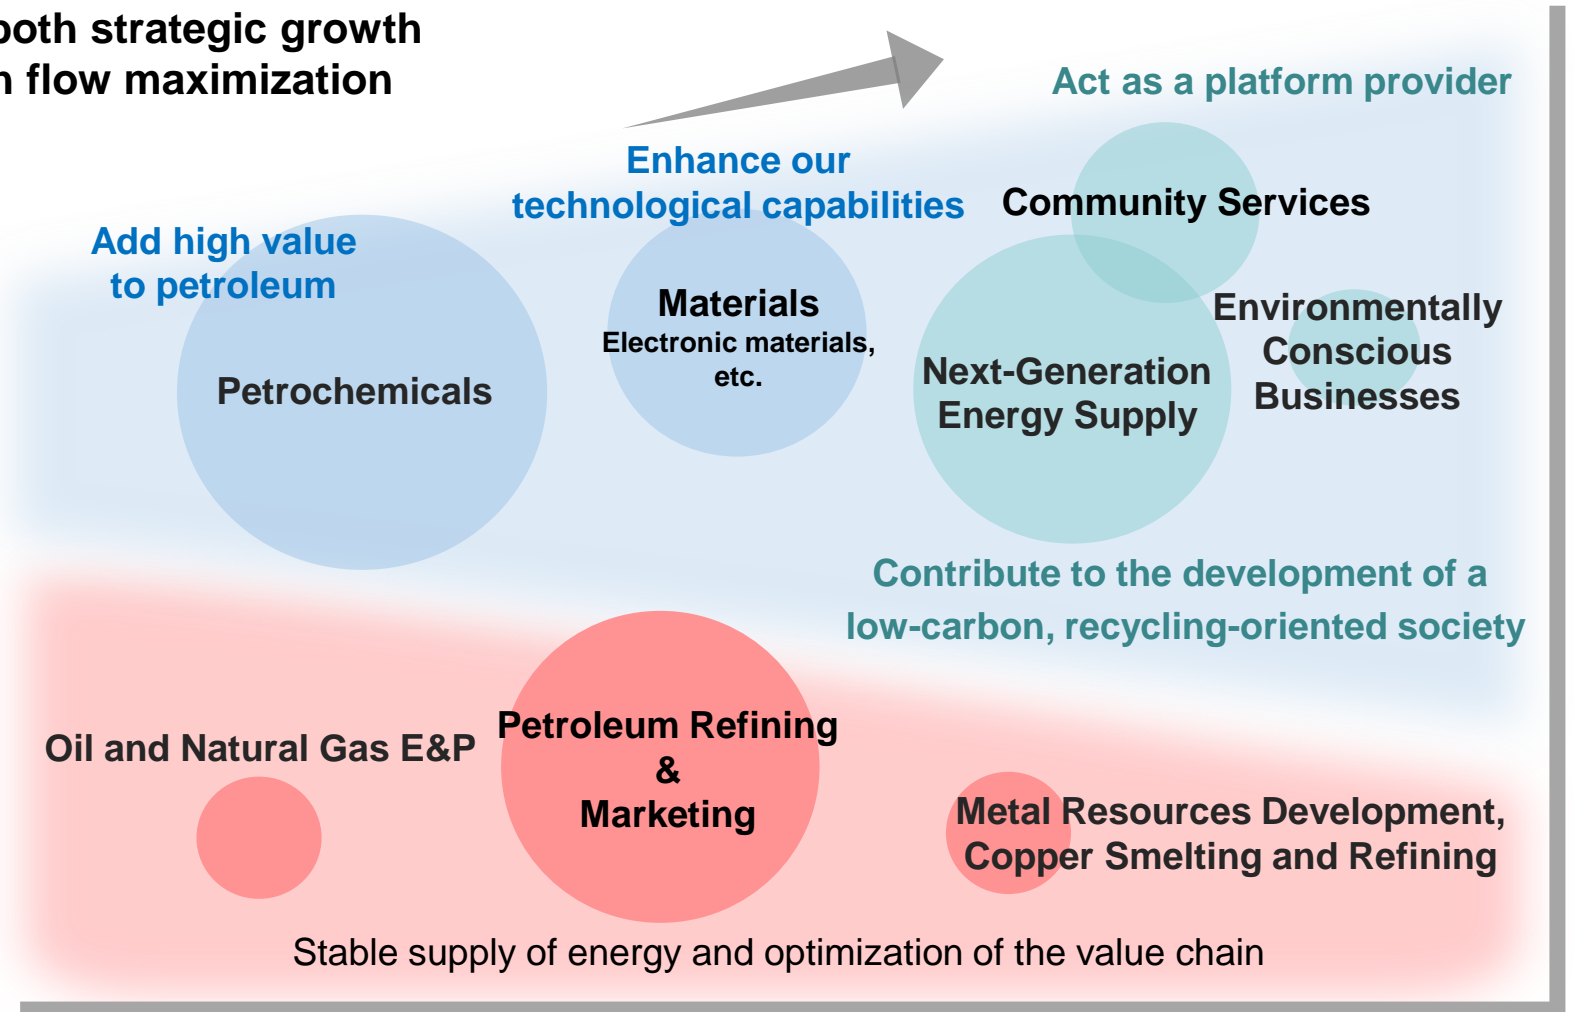 both strategic growth
flow maximization
Act as a platform provider
Enhance our
technological capabilities
Community Services
Add high value
to petroleum
Materials
Electronic materials,
etc.
Petrochemicals
Environmentally
Conscious
Businesses
Next-Generation
Energy Supply
Contribute to the development of a
low-carbon, recycling-oriented society
Oil and Natural Gas E&P
Petroleum Refining
&
Marketing
Metal Resources Development,
Copper Smelting and Refining
Stable supply of energy and optimization of the value chain